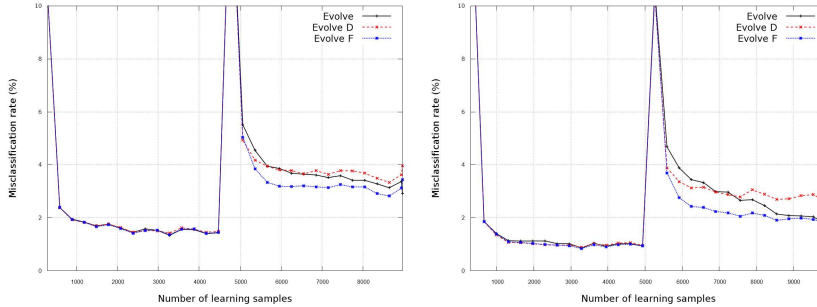 10
8
6
4
2
0
Misclassification rate (%)
Evolve
Evolve D
Evolve F
1000 2000 3000 4000 5000 6000 7000 8000
Number of learning samples
10
8
6
4
2
0
Misclassification rate (%)
Evolve
Evolve D
Evolve F
1000 2000 3000 4000 5000 6000 7000 8000 9000
Number of learning samples